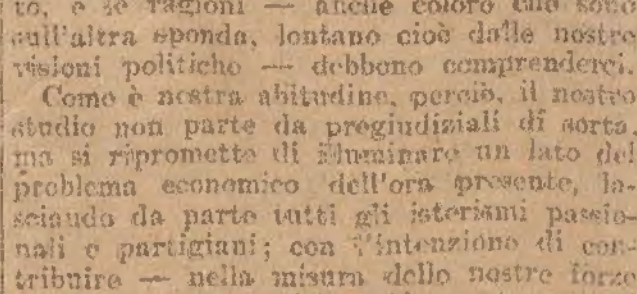 to, e le ragioni — anche coloro che sono
sull'altra sponda, lontano cioè dalle nostre
visioni politiche — debbono comprenderci.
Como è nostra abitudine, perciò, il nostro
studio non parte da pregiudiziali di sorta
ma si ripromette di illuminare un lato del
problema economico dell'ora presente, la-
sciando da parte tutti gli isterismi passio-
nali e partigiani; con l'intenzione di con-
tribuire — nella misura dello nostre forze